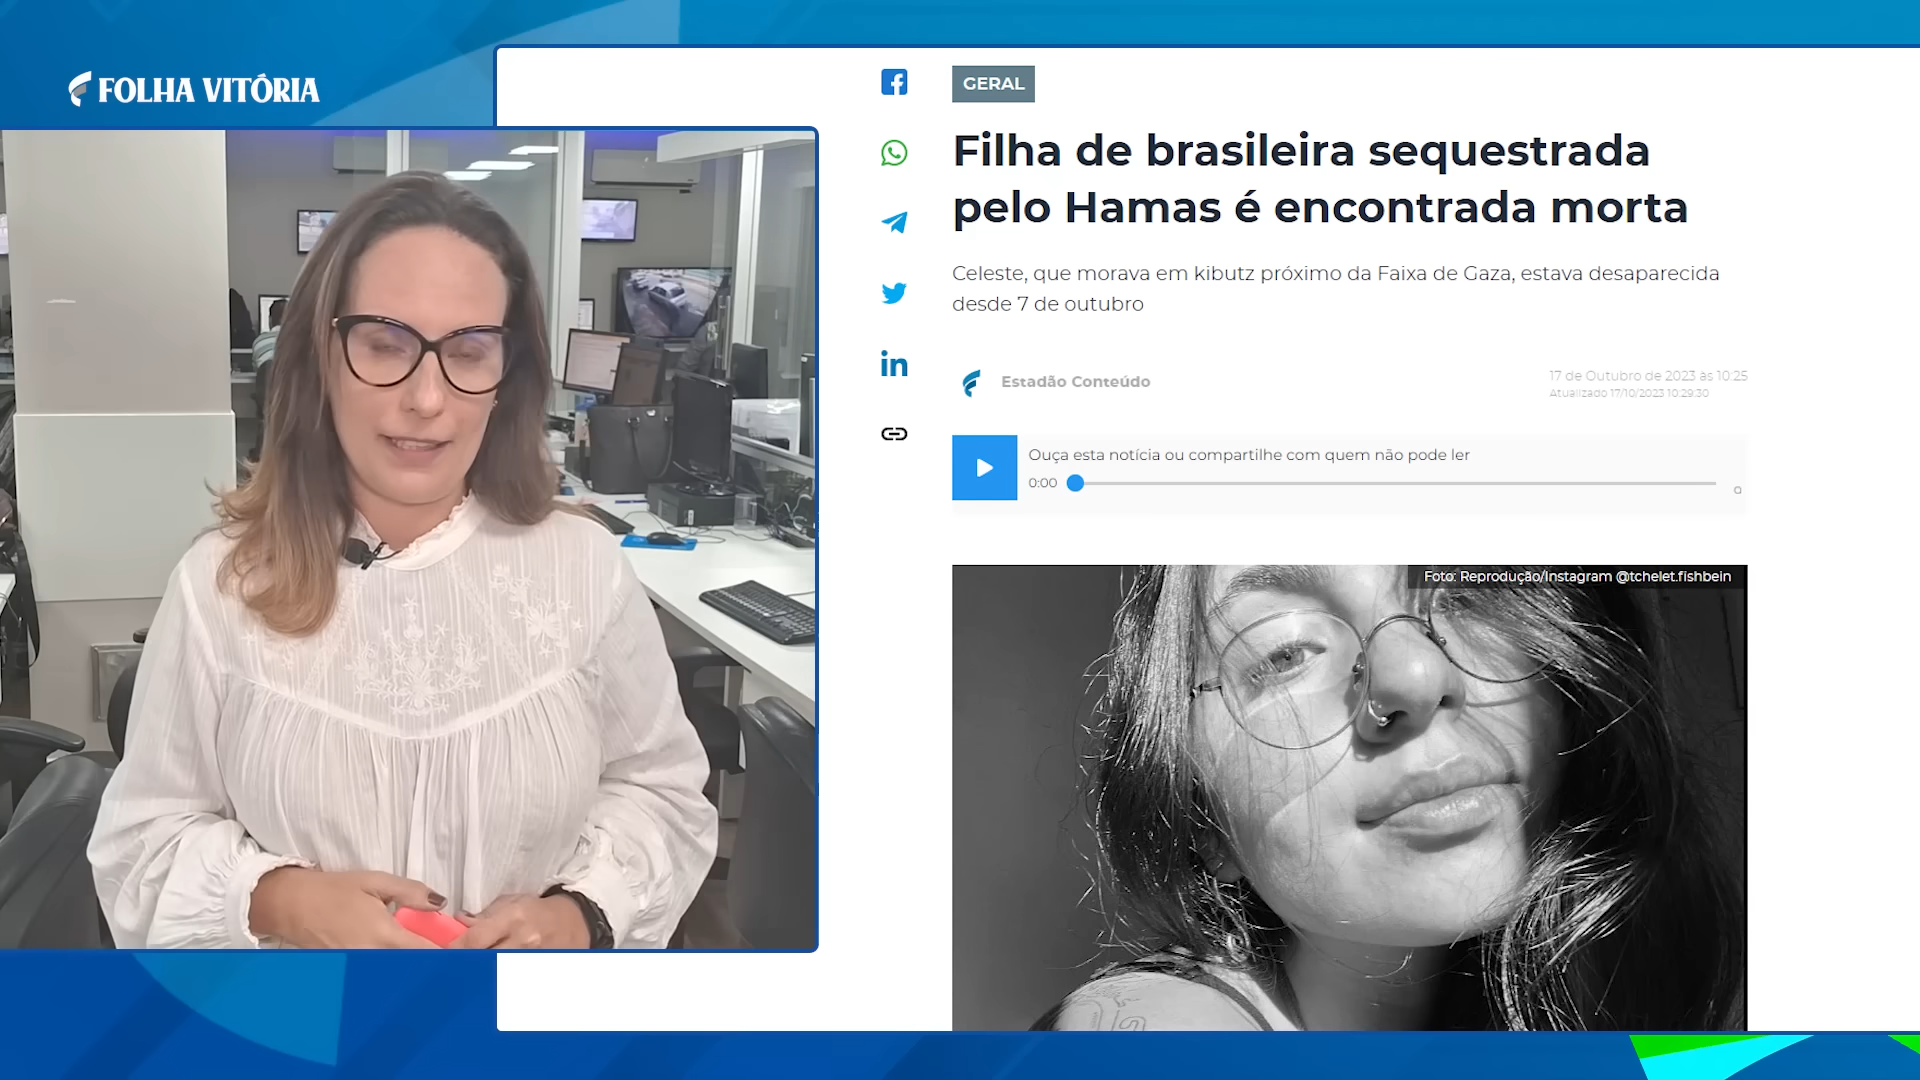 FOLHA VITÓRIA
GERAL
Filha de brasileira sequestrada
pelo Hamas é encontrada morta
Celeste, que morava em kibutz próximo da Faixa de Gaza, estava desaparecida
desde 7 de outubro
Estadão Conteúdo
17 de Outubro de 2023 às 10:25
Atualizado 17/10/2023 10:29:30
Ouça esta notícia ou compartilhe com quem não pode ler
0:00
Foto: Reprodução/Instagram @tchelet.fishbein